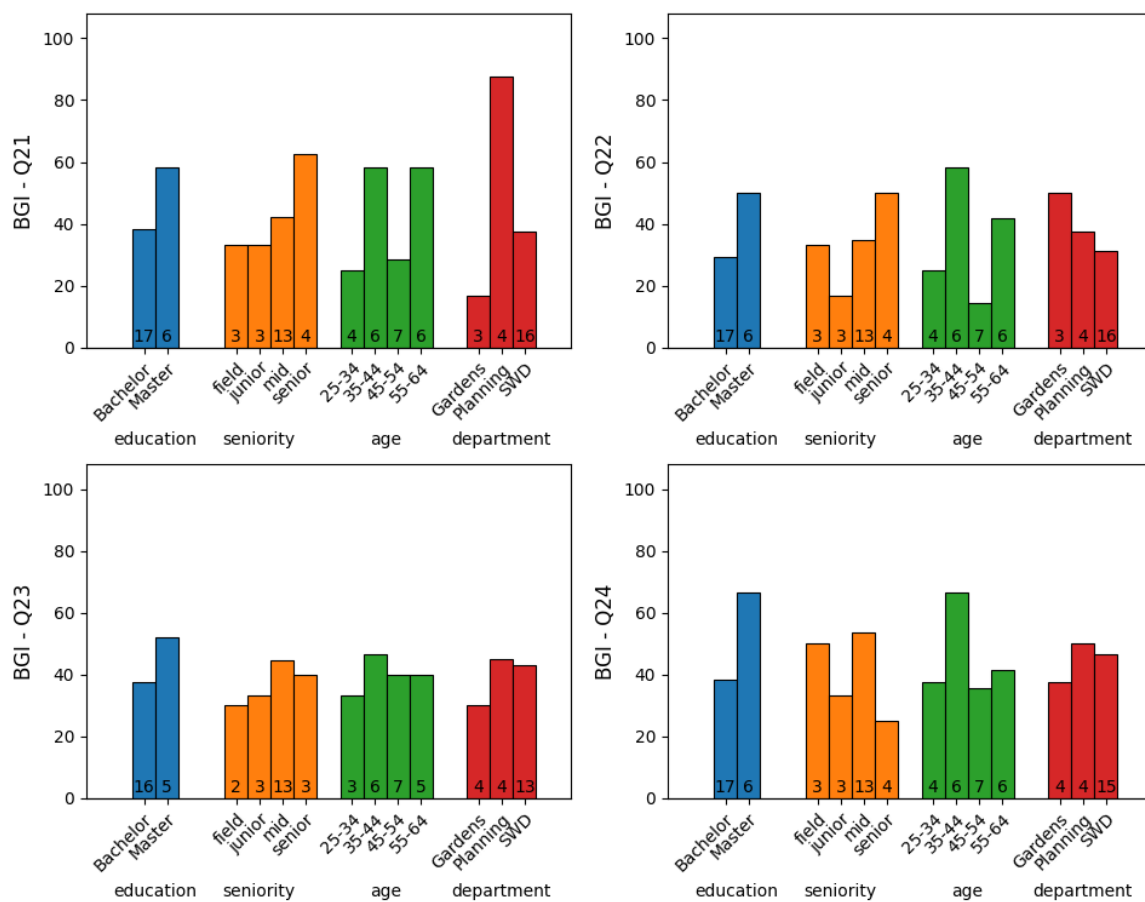 BGI - Q21
100
80
60
40
20
0
17 6 3 3 13 4 4 6 7 6 3 4 16
Bachelor Master field junior mid senior 25-34 35-44 45-54 55-64 Gardens Planning SWD
education seniority age department
BGI - Q22
100
80
60
40
20
0
17 6 3 3 13 4 4 6 7 6 3 4 16
Bachelor Master field junior mid senior 25-34 35-44 45-54 55-64 Gardens Planning SWD
education seniority age department
BGI - Q23
100
80
60
40
20
0
16 5 2 3 13 3 3 6 7 5 4 4 13
Bachelor Master field junior mid senior 25-34 35-44 45-54 55-64 Gardens Planning SWD
education seniority age department
BGI - Q24
100
80
60
40
20
0
17 6 3 3 13 4 4 6 7 6 4 4 15
Bachelor Master field junior mid senior 25-34 35-44 45-54 55-64 Gardens Planning SWD
education seniority age department